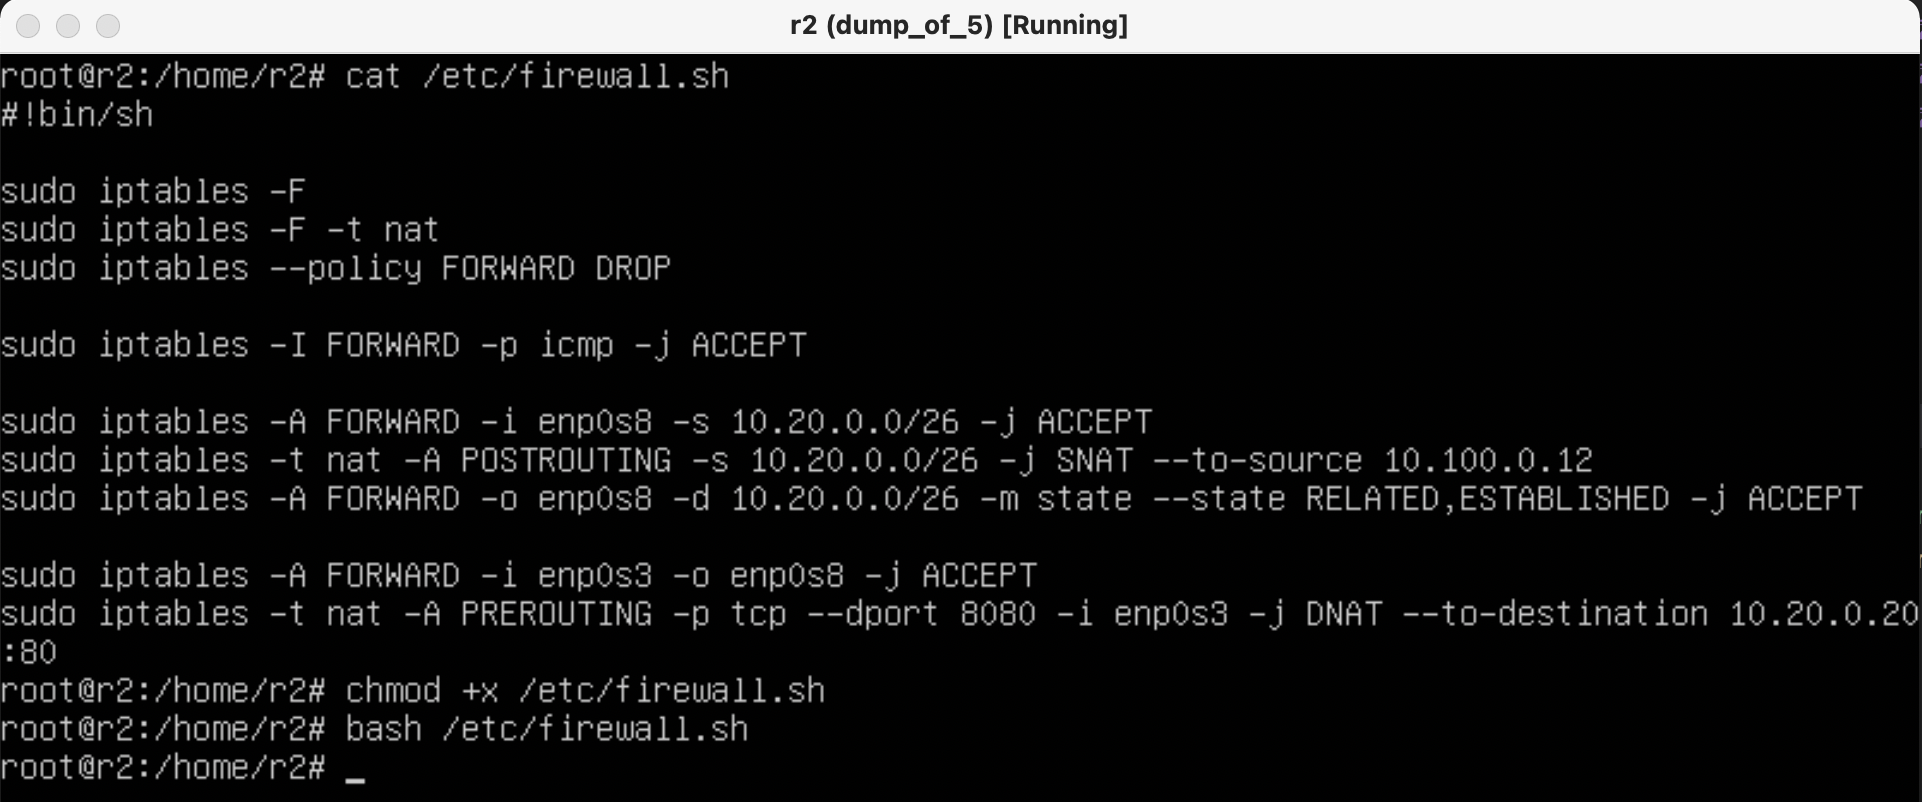 r2 (dump_of_5) [Running]
root@r2:/home/r2# cat /etc/firewall.sh
#!bin/sh
sudo iptables -F
sudo iptables -F -t nat
sudo iptables --policy FORWARD DROP
sudo iptables -I FORWARD -p icmp -j ACCEPT
sudo iptables -A FORWARD -i enp0s8 -s 10.20.0.0/26 -j ACCEPT
sudo iptables -t nat -A POSTROUTING -s 10.20.0.0/26 -j SNAT --to-source 10.100.0.12
sudo iptables -A FORWARD -o enp0s8 -d 10.20.0.0/26 -m state --state RELATED,ESTABLISHED -j ACCEPT
sudo iptables -A FORWARD -i enp0s3 -o enp0s8 -j ACCEPT
sudo iptables -t nat -A PREROUTING -p tcp --dport 8080 -i enp0s3 -j DNAT --to-destination 10.20.0.20
:80
root@r2:/home/r2# chmod +x /etc/firewall.sh
root@r2:/home/r2# bash /etc/firewall.sh
root@r2:/home/r2# _